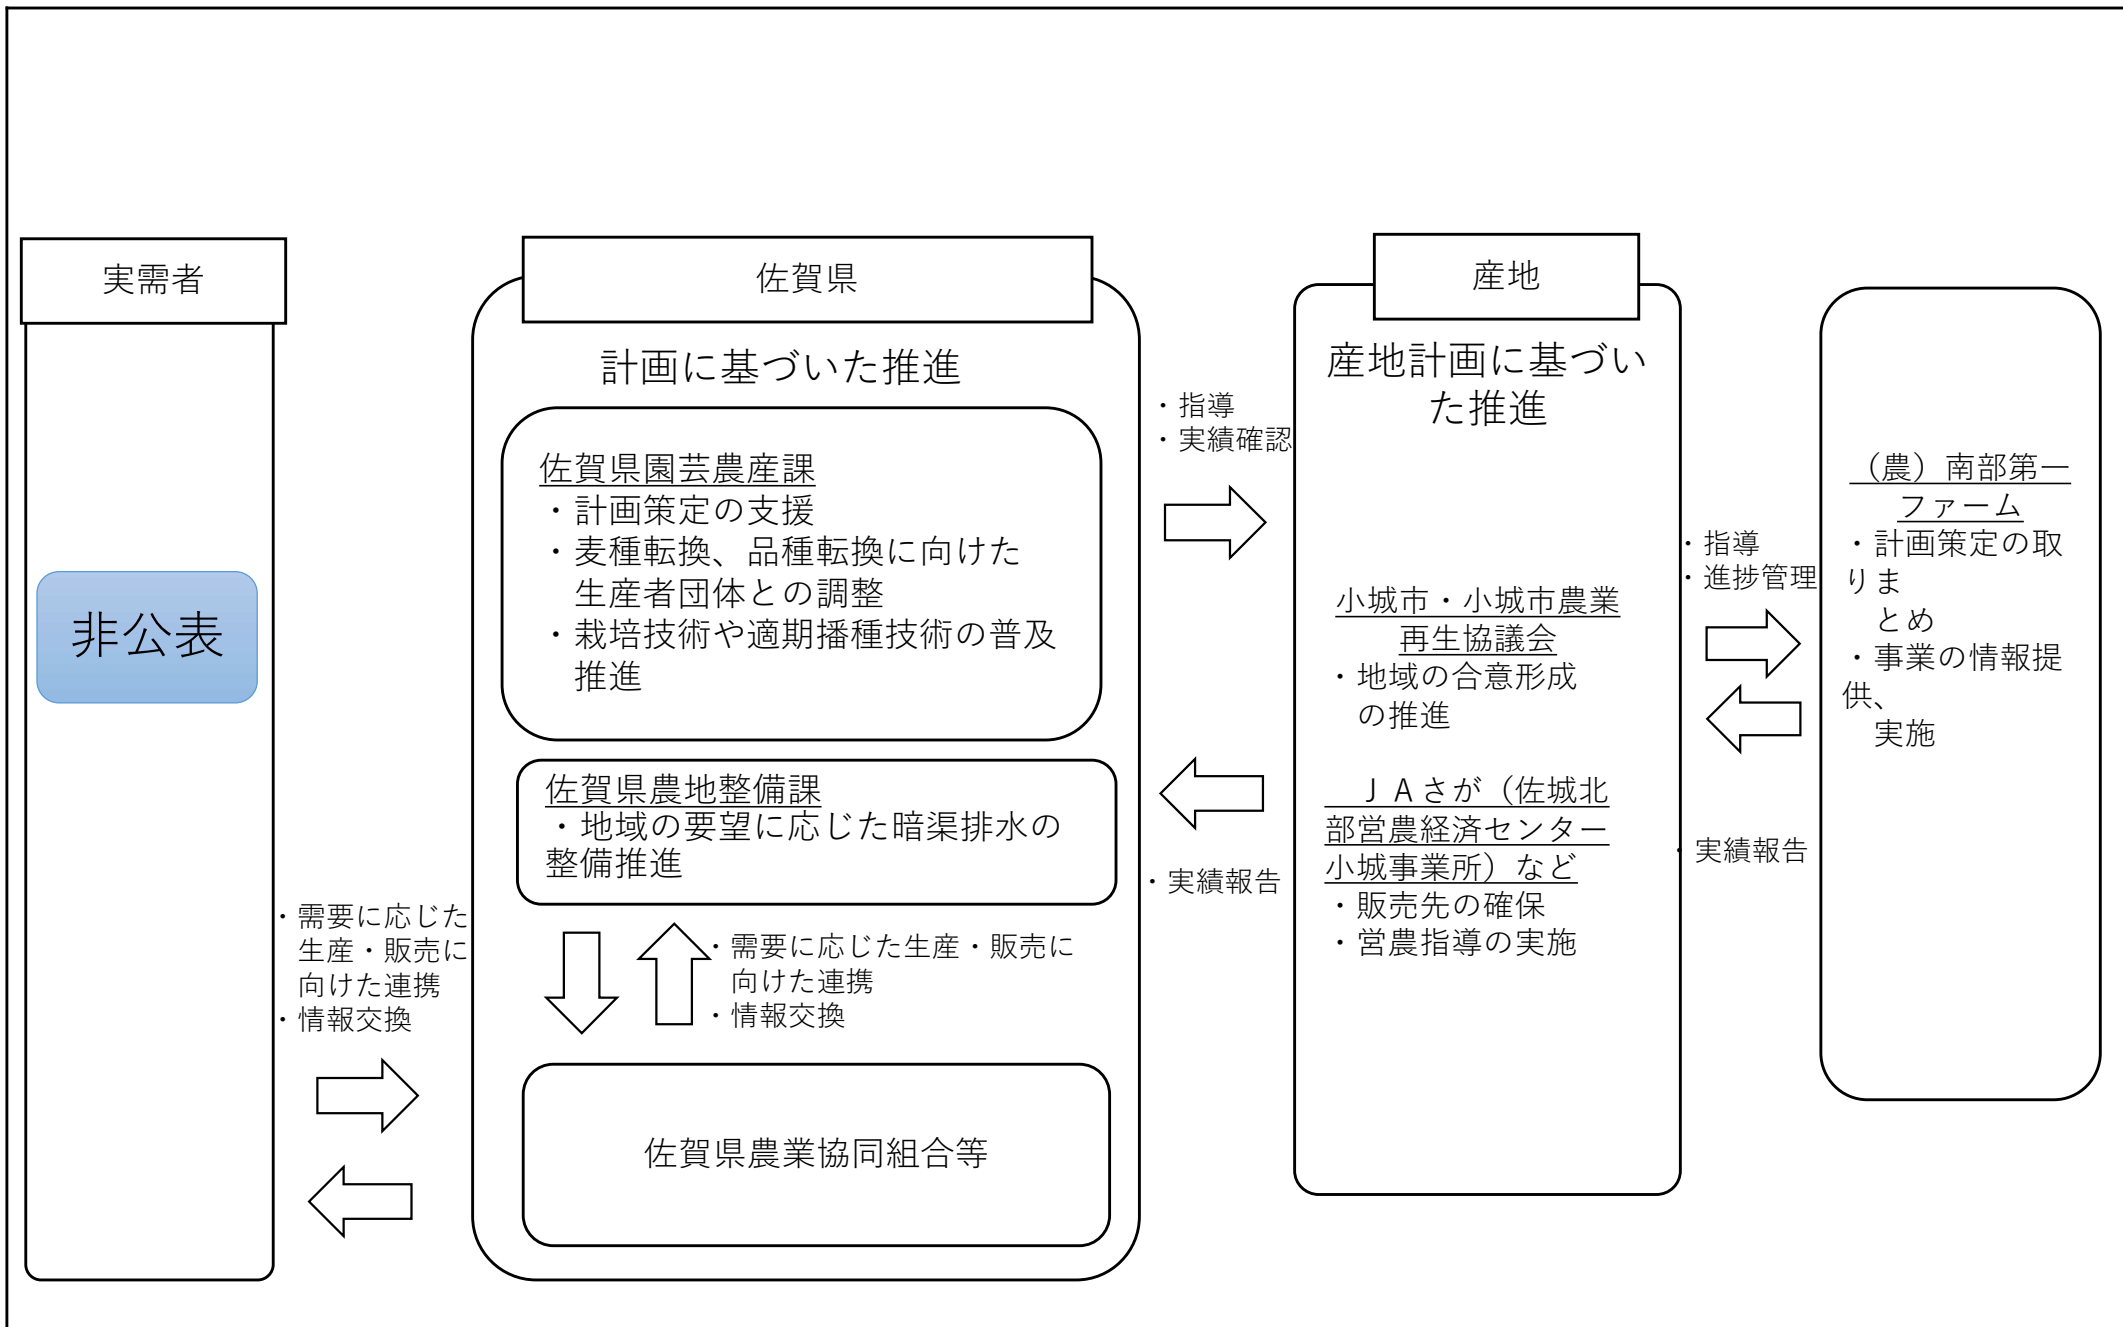 実需者
非公表
・需要に応じた
生産・販売に
向けた連携
・情報交換
佐賀県
計画に基づいた推進
佐賀県園芸農産課
・計画策定の支援
・麦種転換、品種転換に向けた
生産者団体との調整
・栽培技術や適期播種技術の普及
推進
佐賀県農地整備課
・地域の要望に応じた暗渠排水の
整備推進
・需要に応じた生産・販売に
向けた連携
・情報交換
佐賀県農業協同組合等
・指導
・実績確認
・実績報告
産地
産地計画に基づい
た推進
小城市・小城市農業
再生協議会
・地域の合意形成
の推進
ＪＡさが（佐城北
部営農経済センター
小城事業所）など
・販売先の確保
・営農指導の実施
・指導
・進捗管理
・実績報告
（農）南部第一
ファーム
・計画策定の取
りま
とめ
・事業の情報提
供、
実施